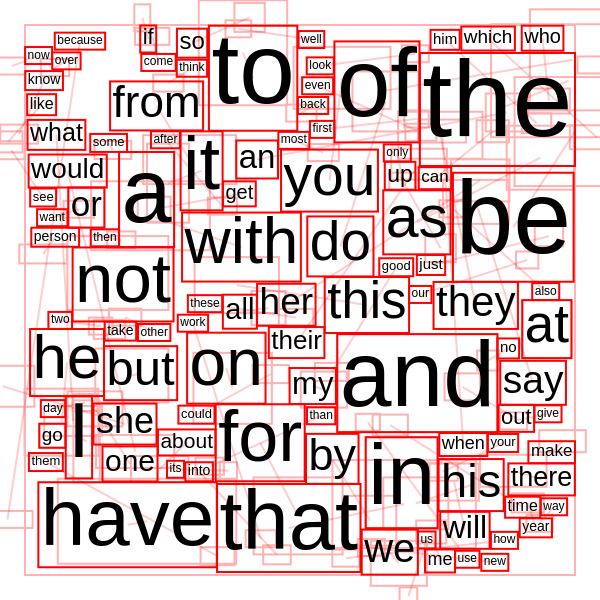 because if so to well of him which who
now over come think look the
know from even
like back
what some after it an most first only
would a get you up can
see or as be
want with do
person then not good just
these all her this our they also
two take other work their at
he but on my and no say
day she could for than out give
go about by when your make
them one its into in his there
have that will time way
we us how year
me use new
I